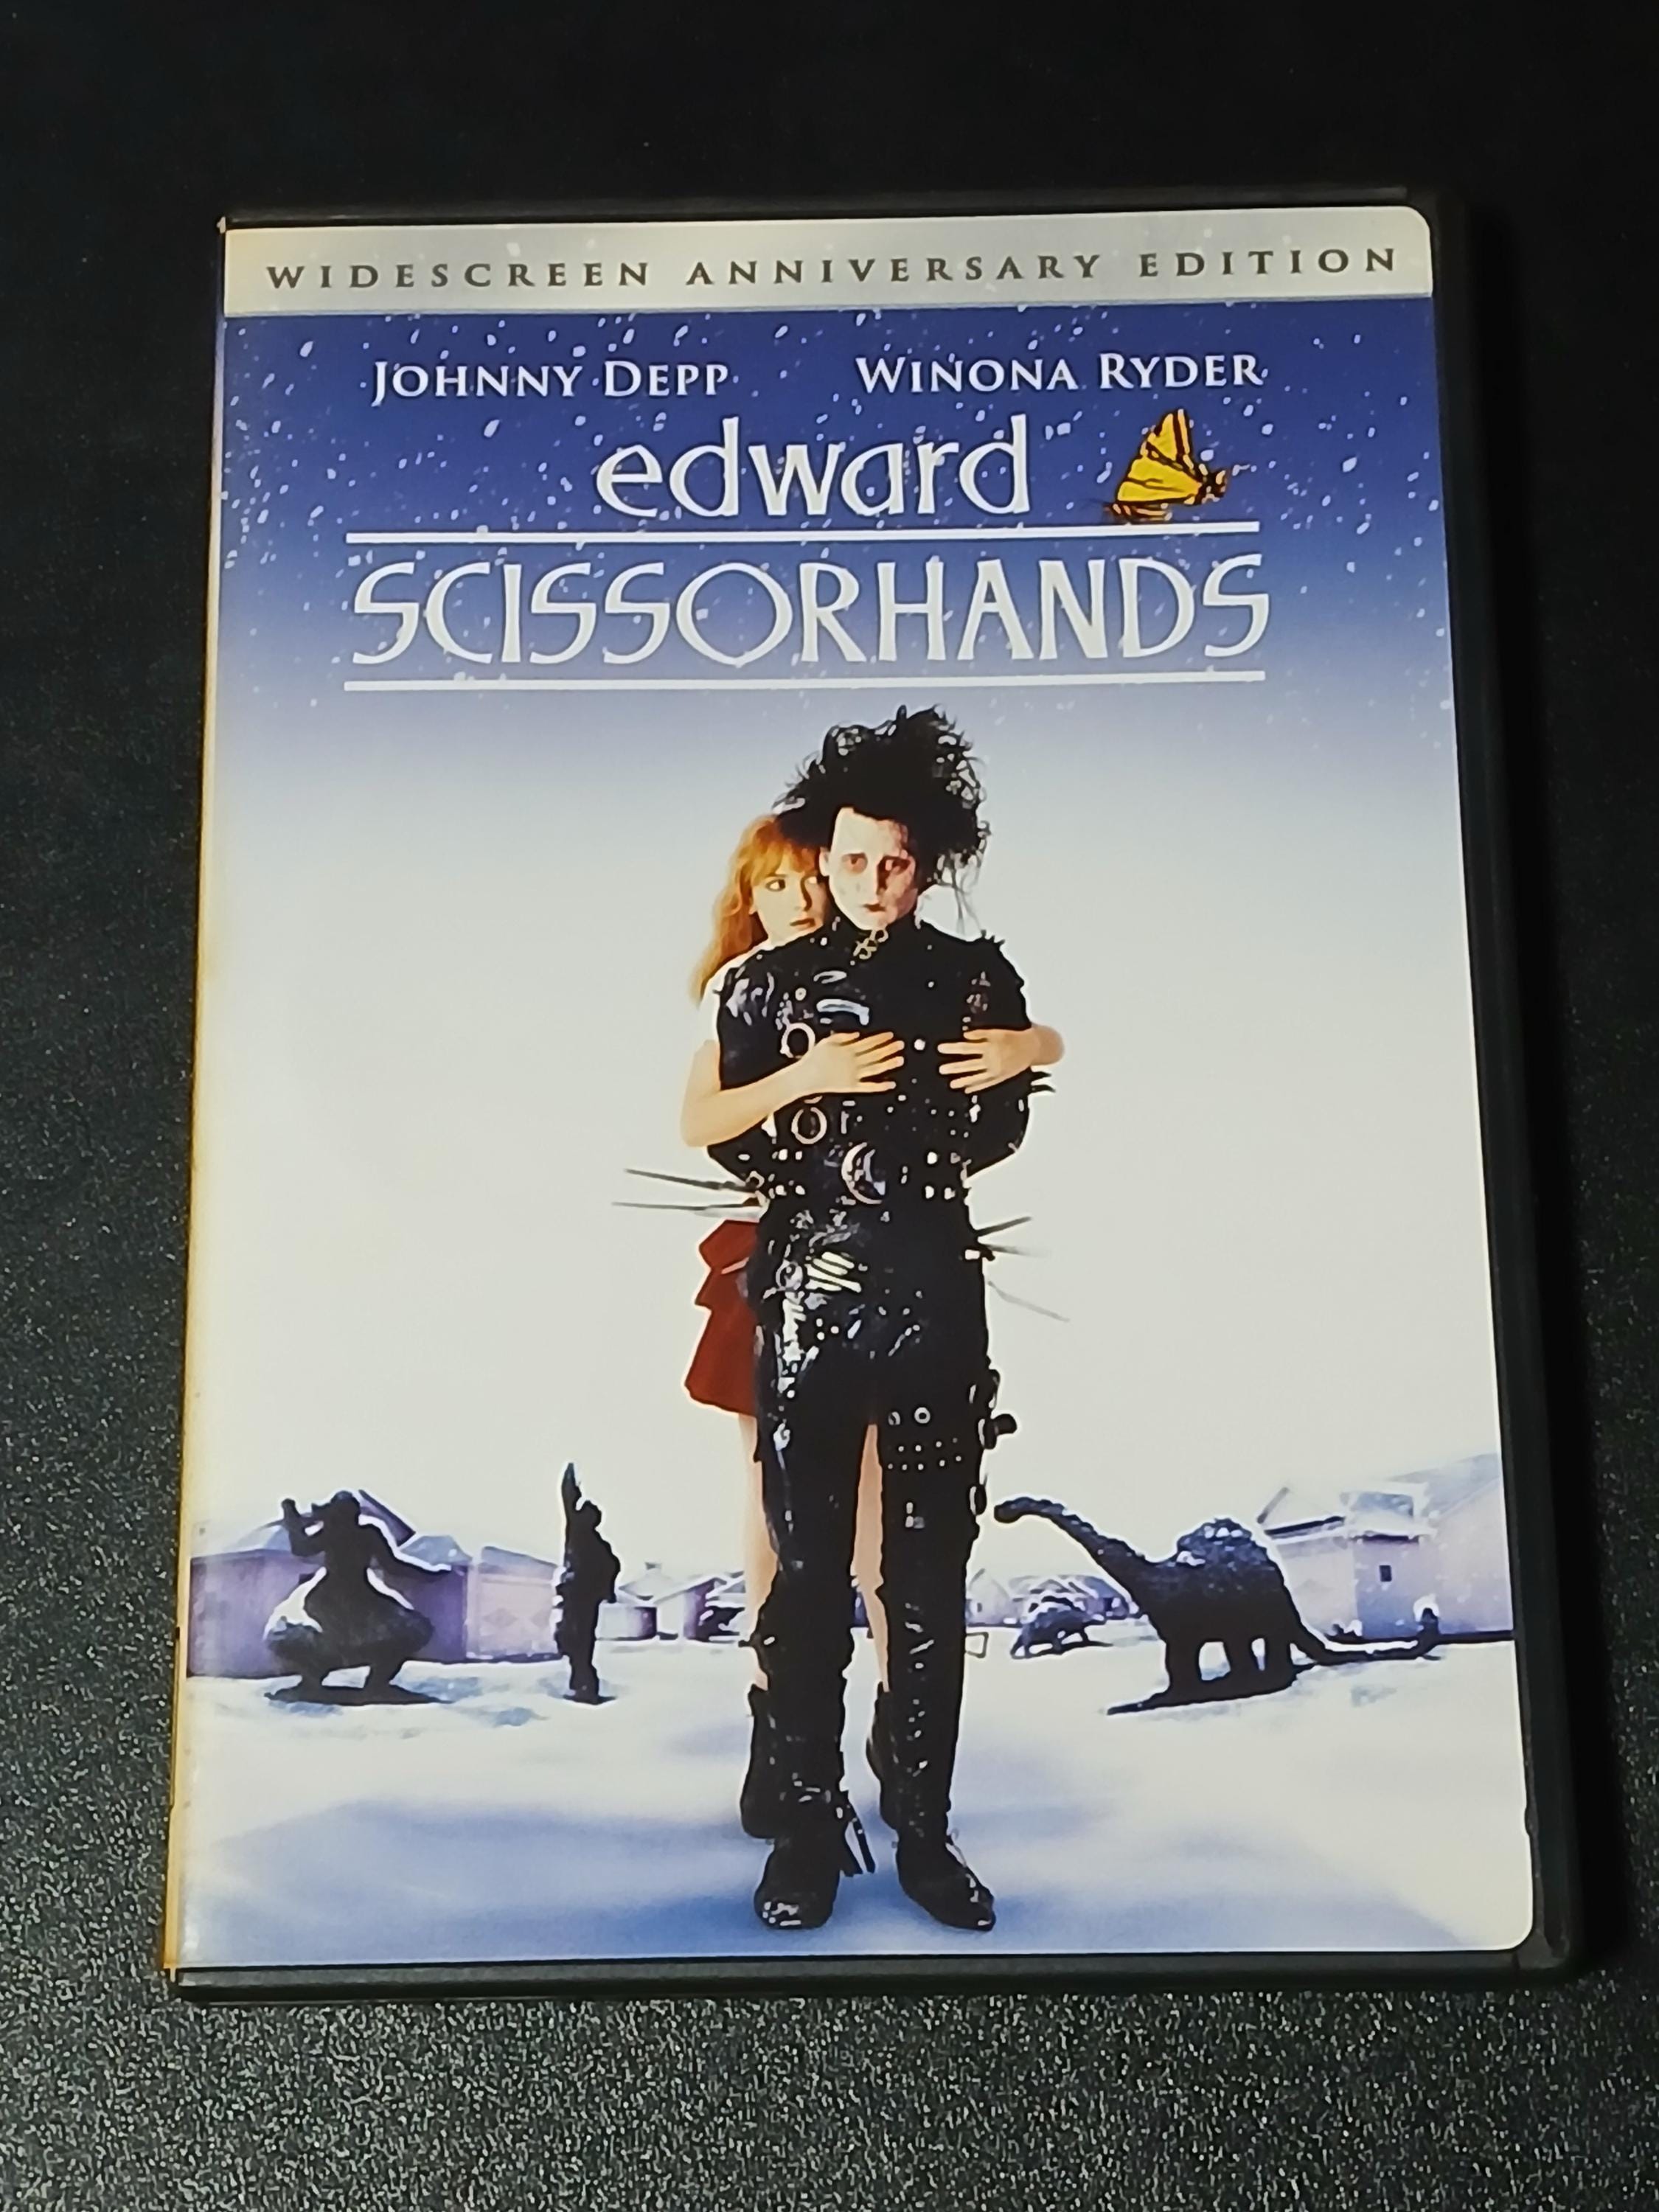 WIDESCREEN ANNIVERSARY EDITION
JOHNNY DEPP WINONA RYDER
edward
SCISSORHANDS